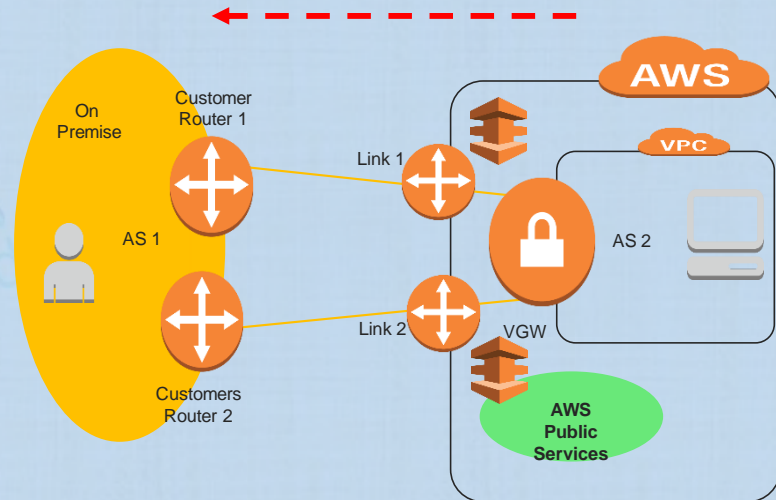 AWS
On
Premise
Customer
Router 1
Link 1
VPC
AS 1
AS 2
Link 2
VGW
Customers
Router 2
AWS
Public
Services